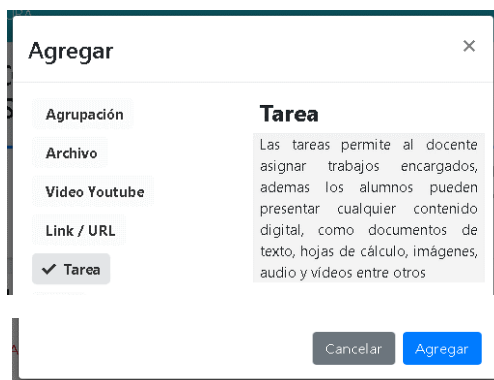 Agregar
×
Agrupación
Archivo
Video Youtube
Link / URL
✓ Tarea
Tarea
Las tareas permite al docente
asignar trabajos encargados,
ademas los alumnos pueden
presentar cualquier contenido
digital, como documentos de
texto, hojas de cálculo, imágenes,
audio y vídeos entre otros
Cancelar
Agregar